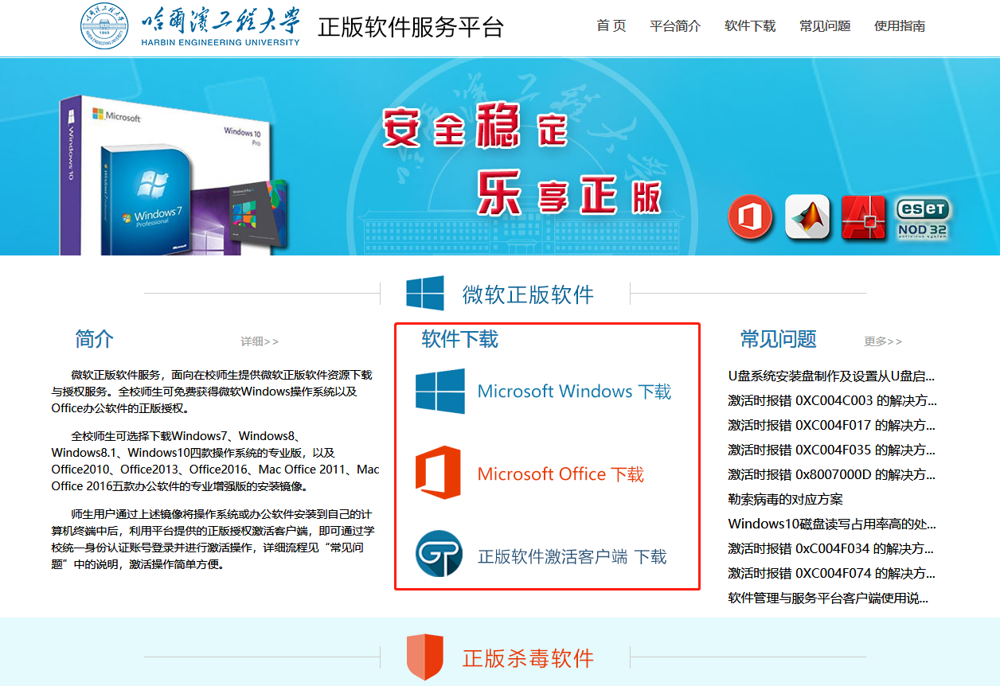 哈爾濱工程大学
HARBIN ENGINEERING UNIVERSITY
正版软件服务平台
首 页 平台简介 软件下载 常见问题 使用指南
Microsoft
Windows 10
Pro
Windows 10
Windows 7
Professional
安全稳定
乐享正版
eseT
NOD 32
antivirus system
微软正版软件
简介
详细>>
微软正版软件服务，面向在校师生提供微软正版软件资源下载
与授权服务。全校师生可免费获得微软Windows操作系统以及
Office办公软件的正版授权。
全校师生可选择下载Windows7、Windows8、
Windows8.1、Windows10四款操作系统的专业版，以及
Office2010、Office2013、Office2016、Mac Office 2011、Mac
Office 2016五款办公软件的专业增强版的安装镜像。
师生用户通过上述镜像将操作系统或办公软件安装到自己的计
算机终端中后，利用平台提供的正版授权激活客户端，即可通过学
校统一身份认证账号登录并进行激活操作，详细流程见“常见问
题”中的说明，激活操作简单方便。
软件下载
Microsoft Windows 下载
Microsoft Office 下载
正版软件激活客户端 下载
常见问题
更多>>
U盘系统安装盘制作及设置从U盘启...
激活时报错 0XC004C003 的解决方...
激活时报错 0XC004F017 的解决方...
激活时报错 0XC004F035 的解决方...
激活时报错 0x8007000D 的解决方...
勒索病毒的对应方案
Windows10磁盘读写占用率高的处...
激活时报错 0xC004F034 的解决方...
激活时报错 0XC004F074 的解决方...
软件管理与服务平台客户端使用说...
正版杀毒软件